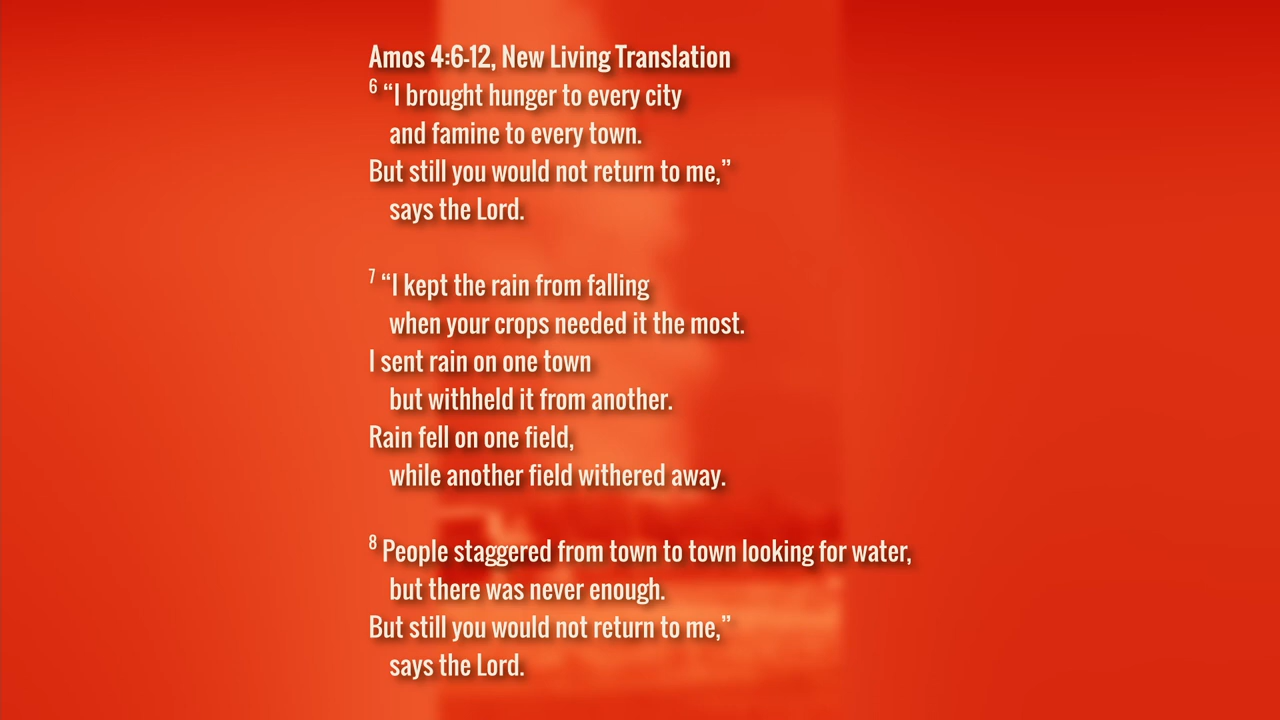 Amos 4:6-12, New Living Translation
6 “I brought hunger to every city
and famine to every town.
But still you would not return to me,”
says the Lord.
7 “I kept the rain from falling
when your crops needed it the most.
I sent rain on one town
but withheld it from another.
Rain fell on one field,
while another field withered away.
8 People staggered from town to town looking for water,
but there was never enough.
But still you would not return to me,”
says the Lord.